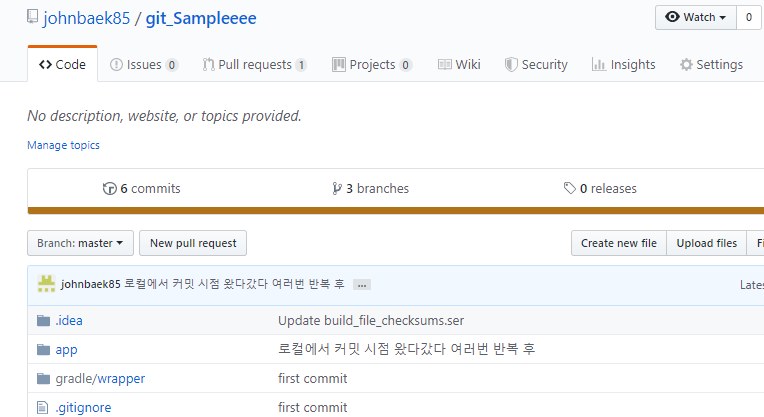 johnbaek85 / git_Sampleeee
Watch 0
Code Issues 0 Pull requests 1 Projects 0 Wiki Security Insights Settings
No description, website, or topics provided.
Manage topics
6 commits 3 branches 0 releases
Branch: master New pull request Create new file Upload files
johnbaek85 로컬에서 커밋 시점 왔다갔다 여러번 반복 후 ...
.idea Update build_file_checksums.ser
app 로컬에서 커밋 시점 왔다갔다 여러번 반복 후
gradle/wrapper first commit
.gitignore first commit